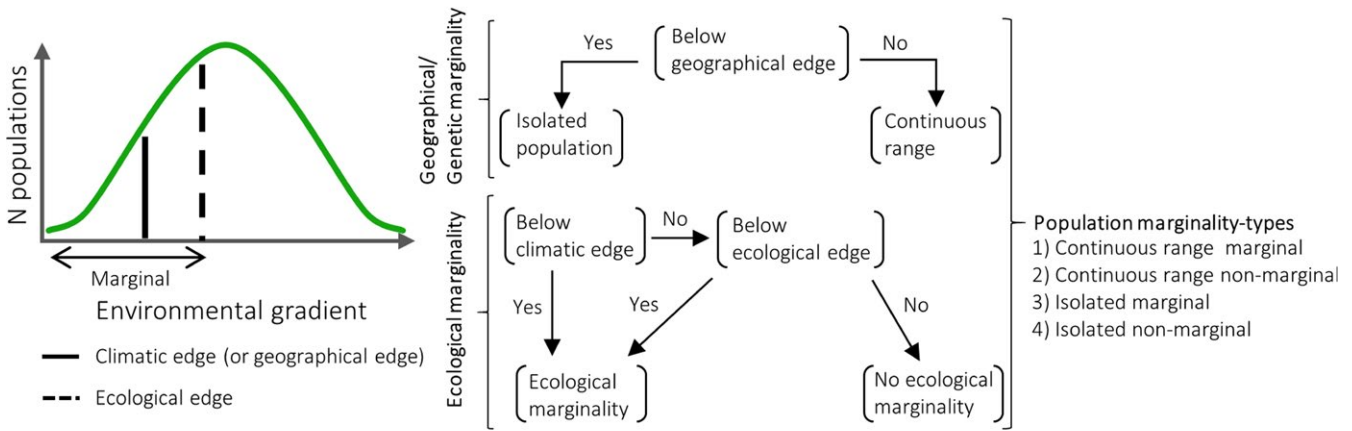 N populations
Marginal
Environmental gradient
Climatic edge (or geographical edge)
Ecological edge
Geographical/
Genetic marginality
Below
geographical edge
Yes
No
Isolated
population
Continuous
range
Ecological marginality
Below
climatic edge
No
Below
ecological edge
Yes
Yes
No
Ecological
marginality
No ecological
marginality
Population marginality-types
1) Continuous range marginal
2) Continuous range non-marginal
3) Isolated marginal
4) Isolated non-marginal